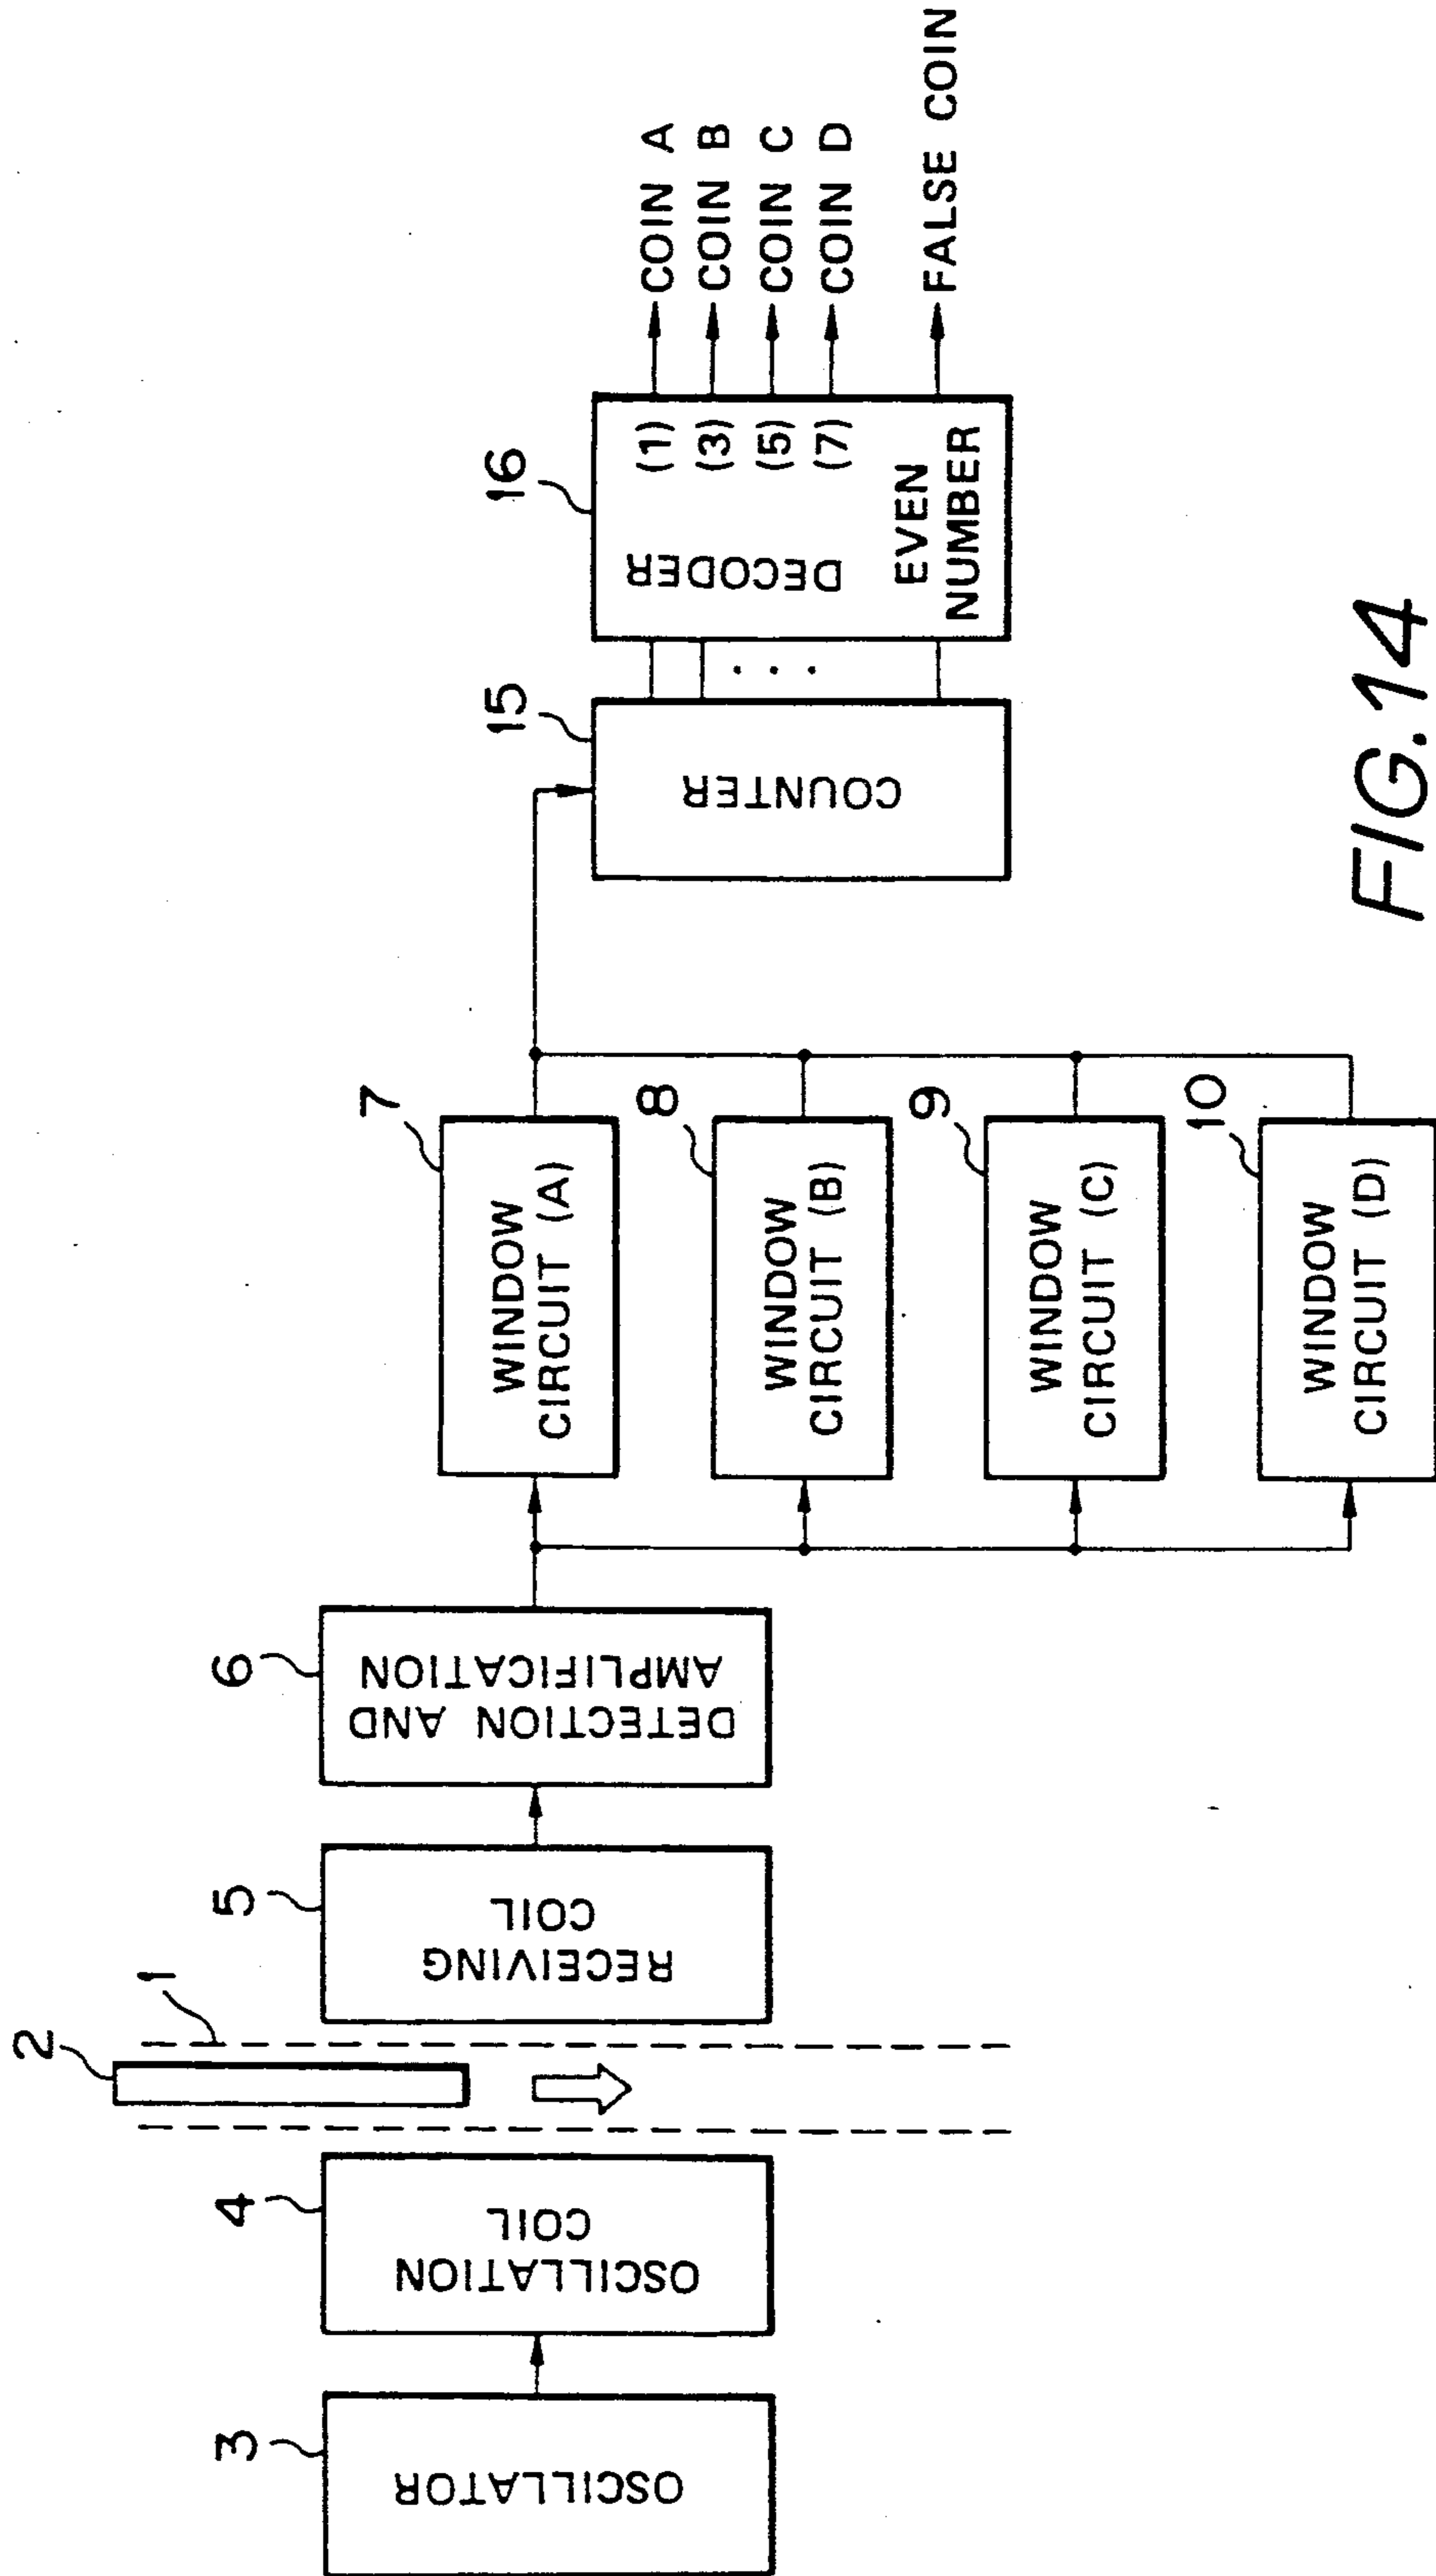 1
2
3
OSCILLATOR
4
OSCILLATION
COIL
5
RECEIVING
COIL
6
DETECTION AND
AMPLIFICATION
7
WINDOW
CIRCUIT (A)
8
WINDOW
CIRCUIT (B)
9
WINDOW
CIRCUIT (C)
10
WINDOW
CIRCUIT (D)
15
COUNTER
16
DECODER
(1)
(3)
(5)
(7)
EVEN
NUMBER
COIN A
COIN B
COIN C
COIN D
FALSE COIN
FIG.14